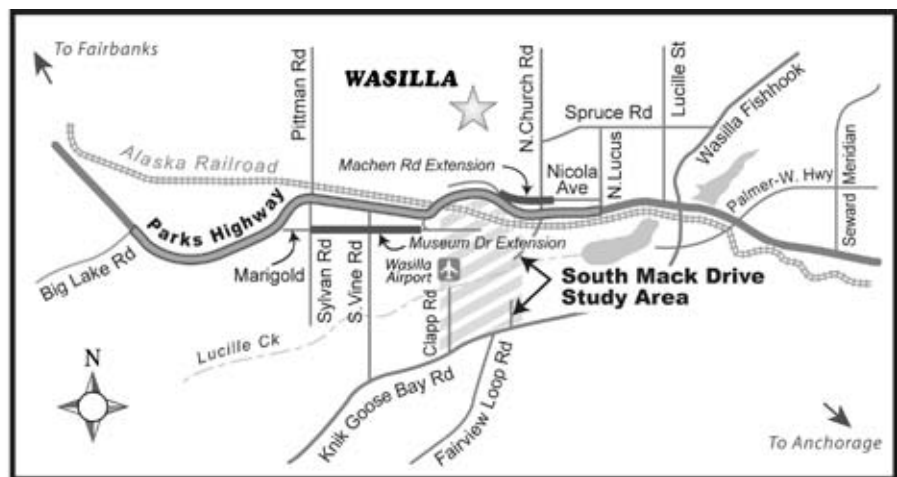 To Fairbanks
WASILLA
Pittman Rd
N.Church Rd
Lucille St
Spruce Rd
Wasilla Fishhook
Alaska Railroad
Machen Rd Extension
Nicola
Ave
N.Lucus
Seward Meridian
Palmer-W. Hwy
Parks Highway
Museum Dr Extension
Big Lake Rd
Marigold
Sylvan Rd
S.Vine Rd
Wasilla
Airport
South Mack Drive
Study Area
Clapp Rd
Lucille Ck
N
Knik Goose Bay Rd
Fairview Loop Rd
To Anchorage